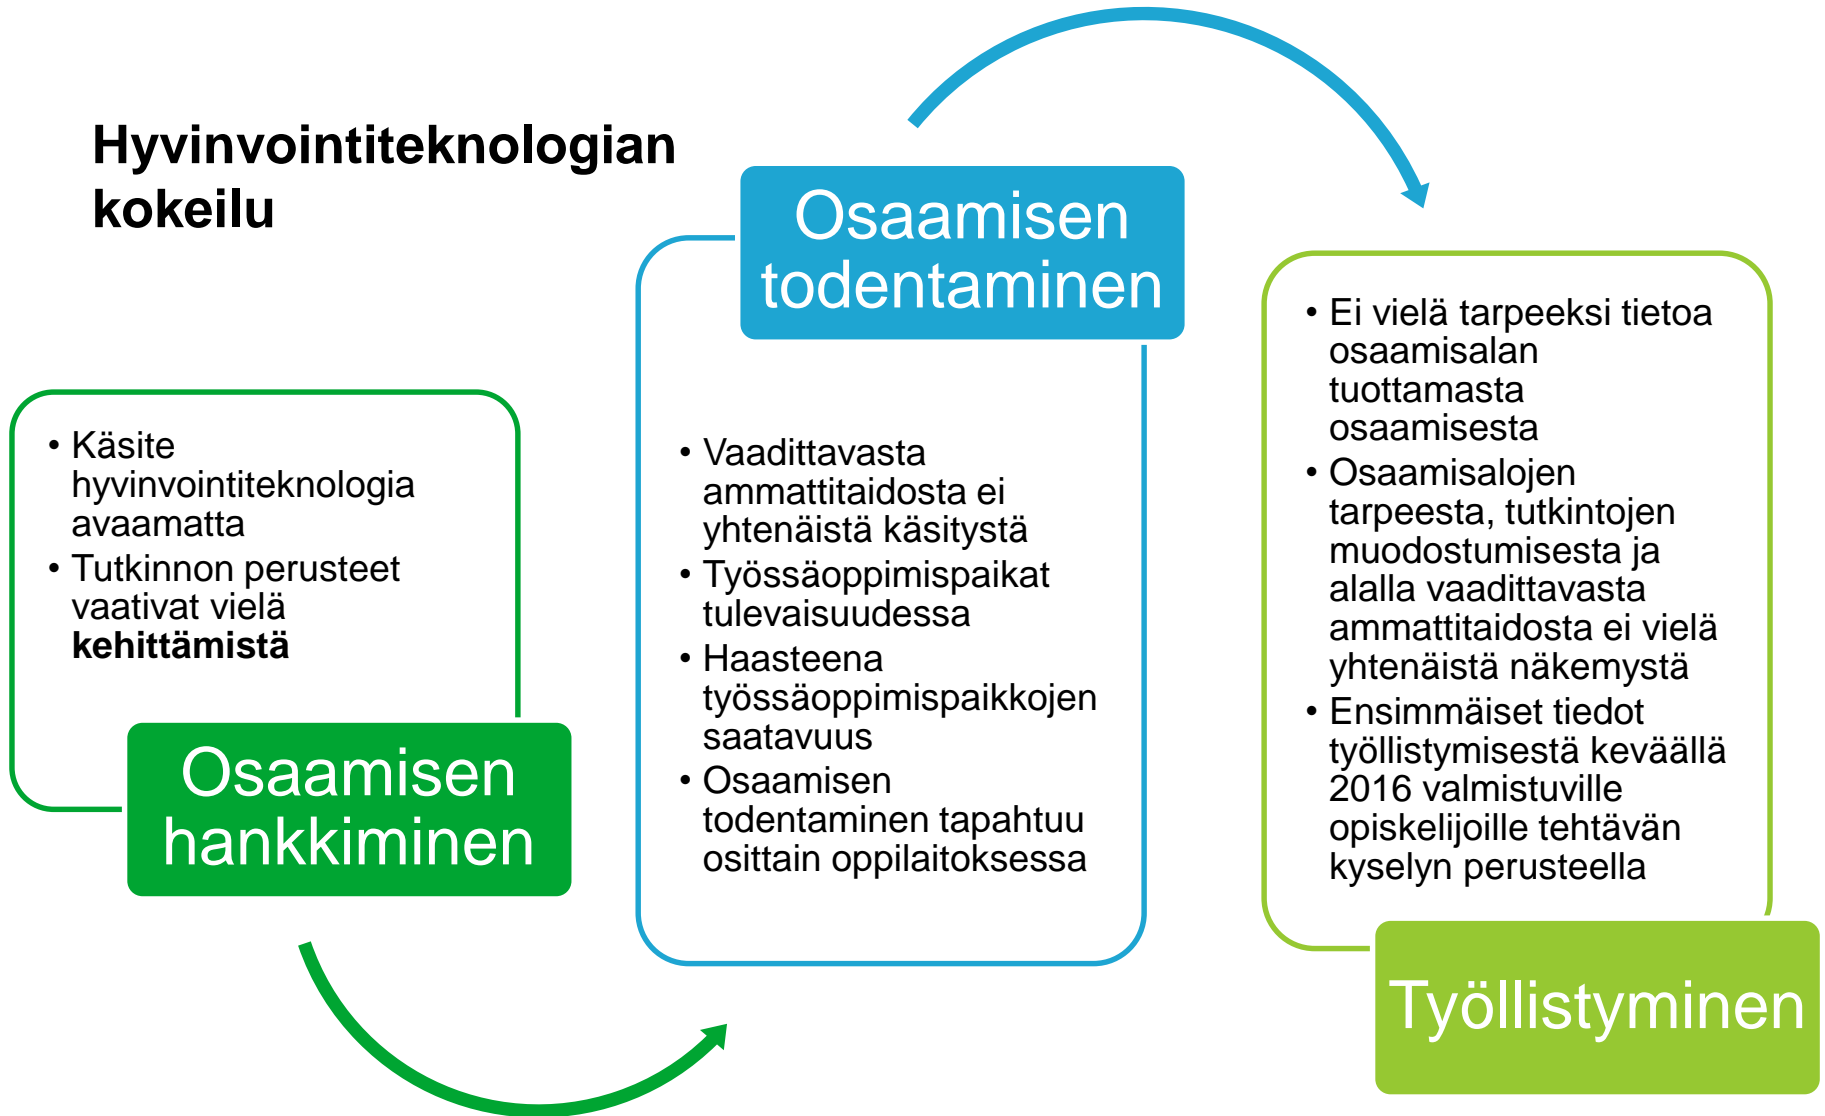 Hyvinvointiteknologian
kokeilu
• Käsite
hyvinvointiteknologia
avaamatta
• Tutkinnon perusteet
vaativat vielä
kehittämistä
Osaamisen
hankkiminen
Osaamisen
todentaminen
• Vaadittavasta
ammattitaidosta ei
yhtenäistä käsitystä
• Työssäoppimispaikat
tulevaisuudessa
• Haasteena
työssäoppimispaikkojen
saatavuus
• Osaamisen
todentaminen tapahtuu
osittain oppilaitoksessa
• Ei vielä tarpeeksi tietoa
osaamisalan
tuottamasta
osaamisesta
• Osaamisalojen
tarpeesta, tutkintojen
muodostumisesta ja
alalla vaadittavasta
ammattitaidosta ei vielä
yhtenäistä näkemystä
• Ensimmäiset tiedot
työllistymisestä keväällä
2016 valmistuville
opiskelijoille tehtävän
kyselyn perusteella
Työllistyminen